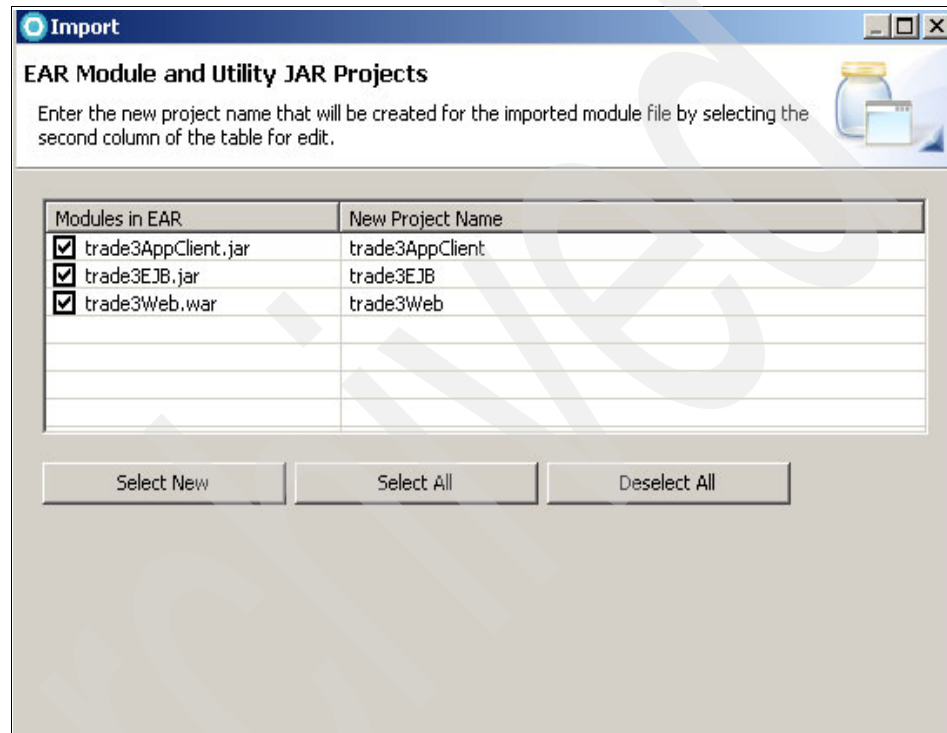 Import
EAR Module and Utility JAR Projects
Enter the new project name that will be created for the imported module file by selecting the
second column of the table for edit.
Modules in EAR New Project Name
trade3AppClient.jar trade3AppClient
trade3EJB.jar trade3EJB
trade3Web.war trade3Web
Select New Select All Deselect All